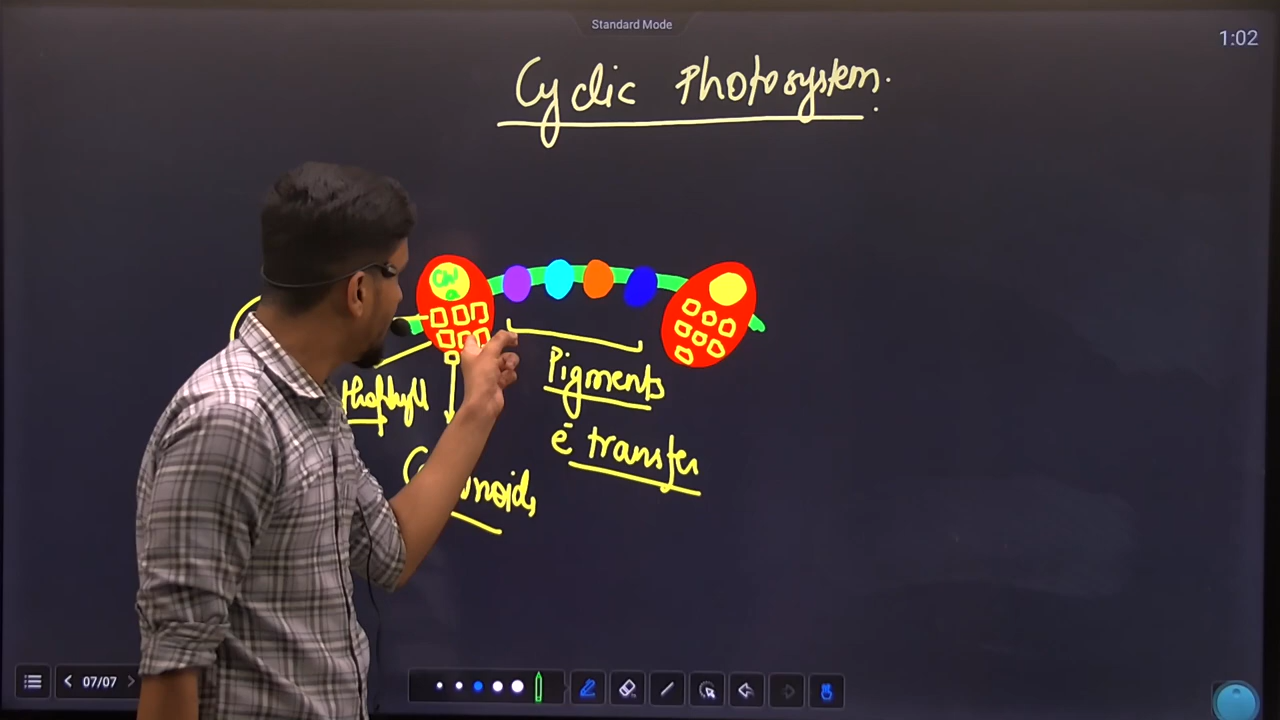 Standard Mode
1:02
Cyclic Photosystem.
Pigments
e⁻ transfer
07/07